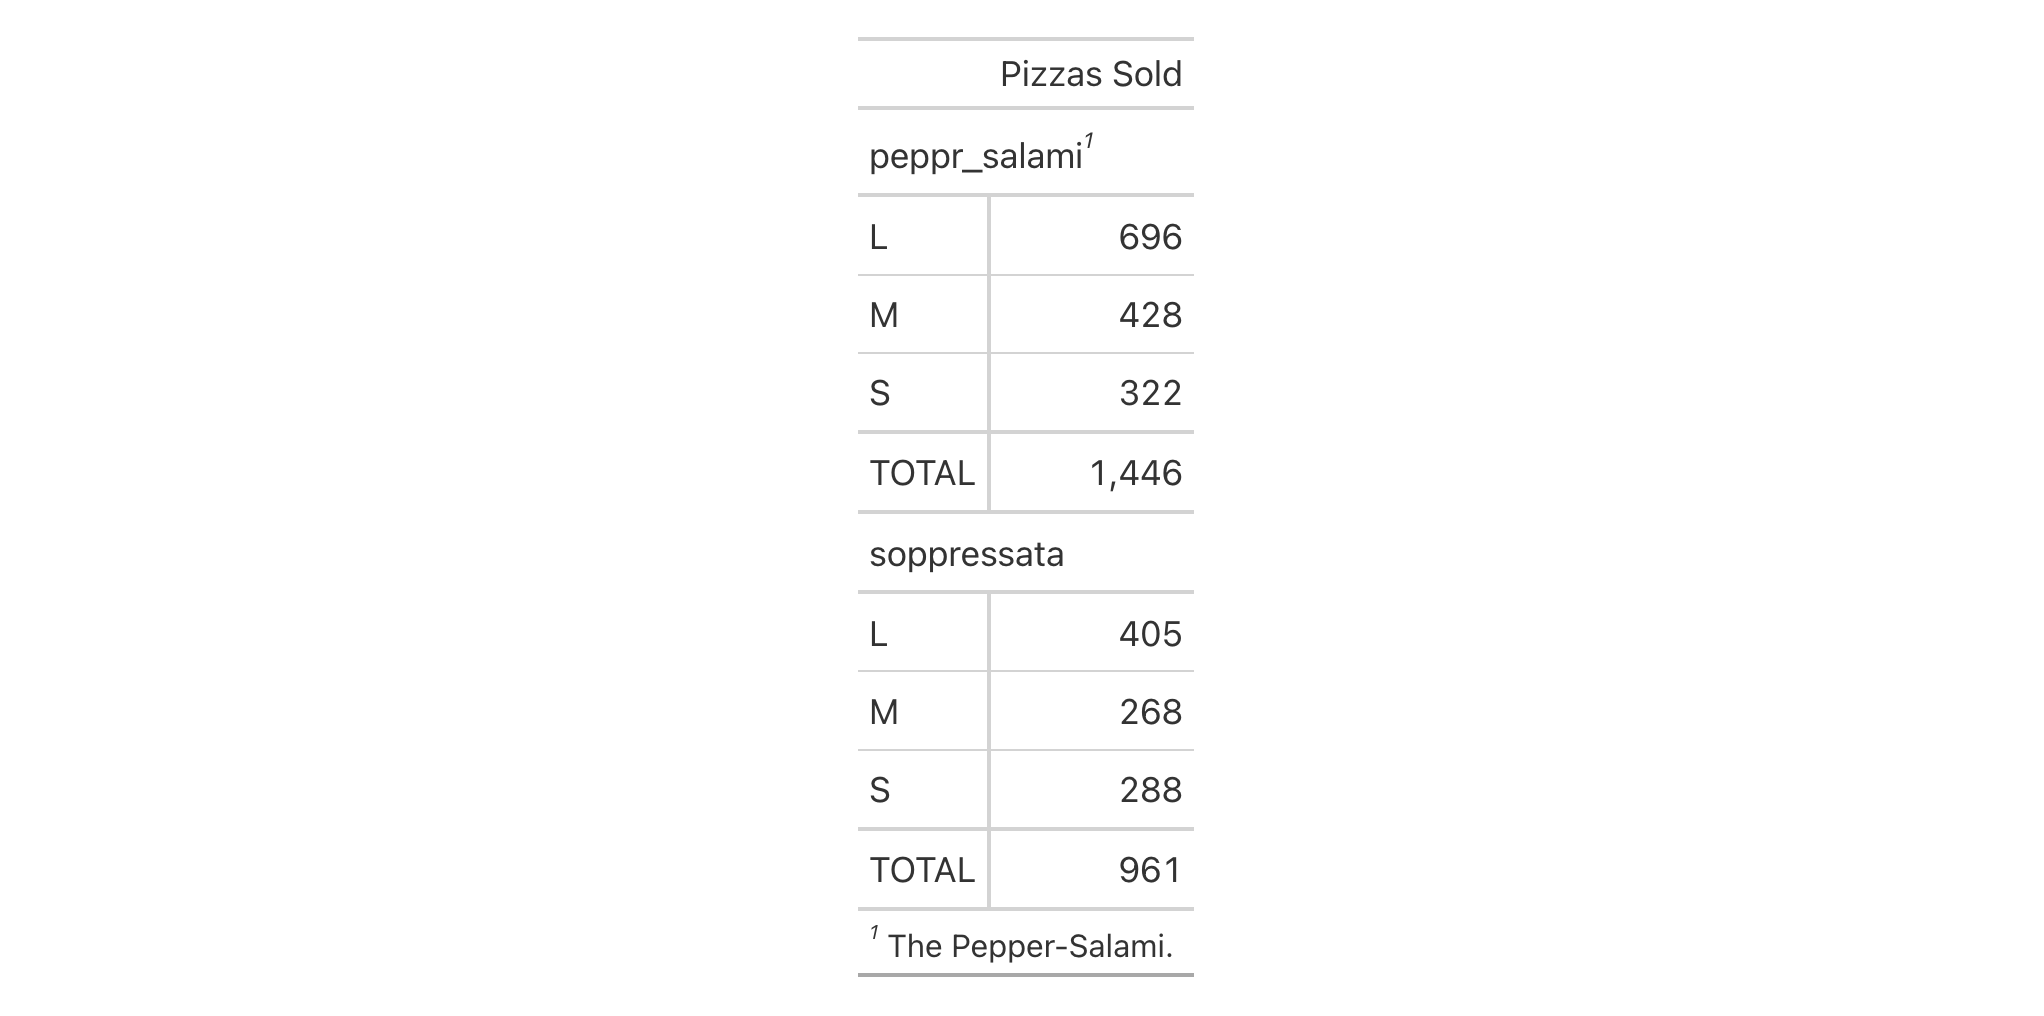 Pizzas Sold
peppr_salami1
L 696
M 428
S 322
TOTAL 1,446
soppressata
L 405
M 268
S 288
TOTAL 961
1 The Pepper-Salami.